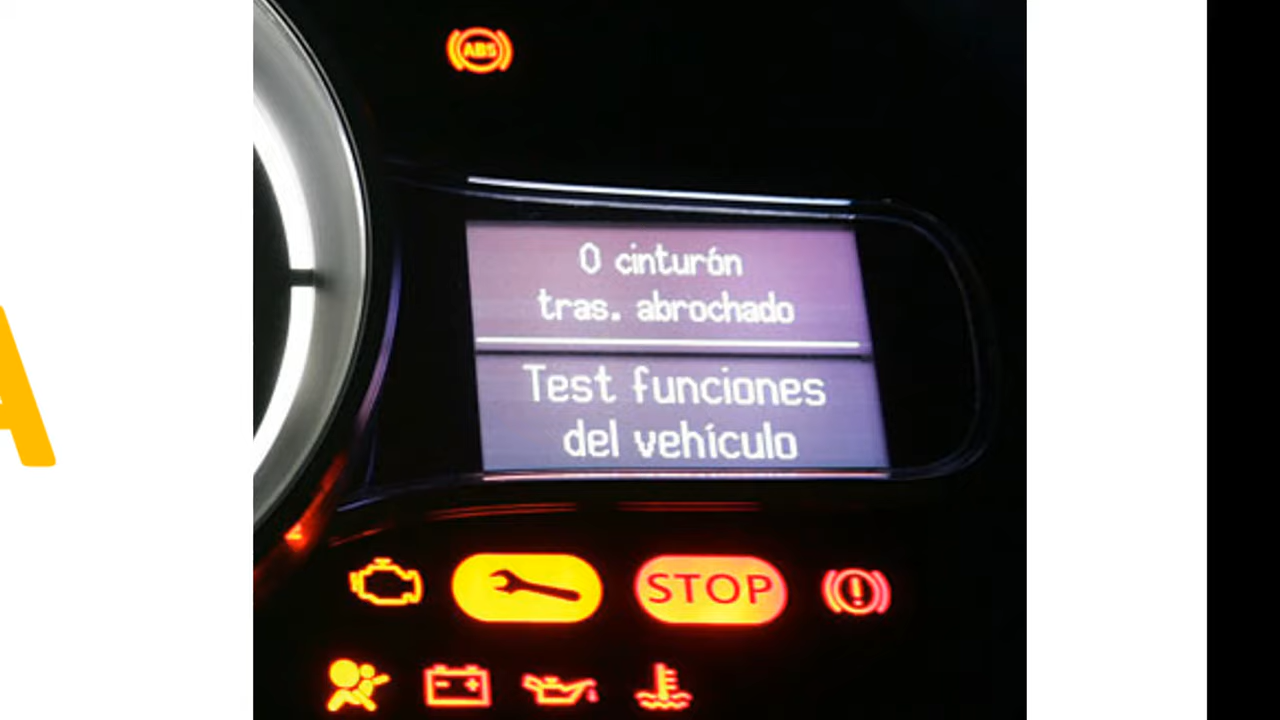 ABS
0 cinturón
tras. abrochado
Test funciones
del vehículo
STOP
A